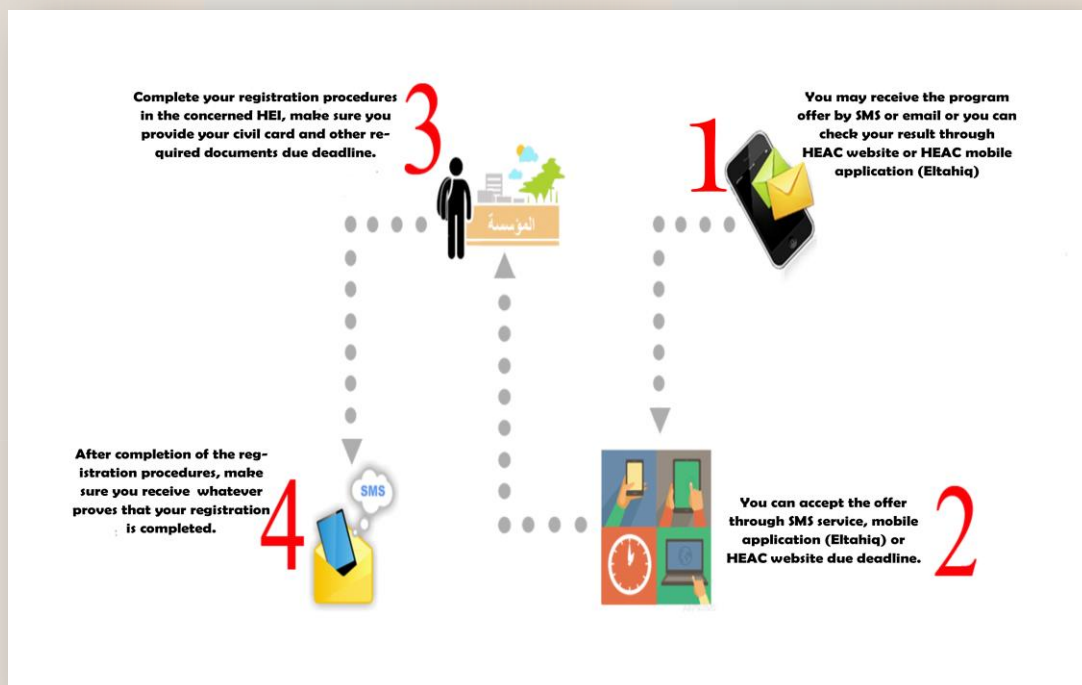 1
You may receive the program
offer by SMS or email or you can
check your result through
HEAC website or HEAC mobile
application (Eltahiq)
2
You can accept the offer
through SMS service, mobile
application (Eltahiq) or
HEAC website due deadline.
3
Complete your registration procedures
in the concerned HEI, make sure you
provide your civil card and other re-
quired documents due deadline.
المؤسسة
4
After completion of the reg-
istration procedures, make
sure you receive whatever
proves that your registration
is completed.
SMS